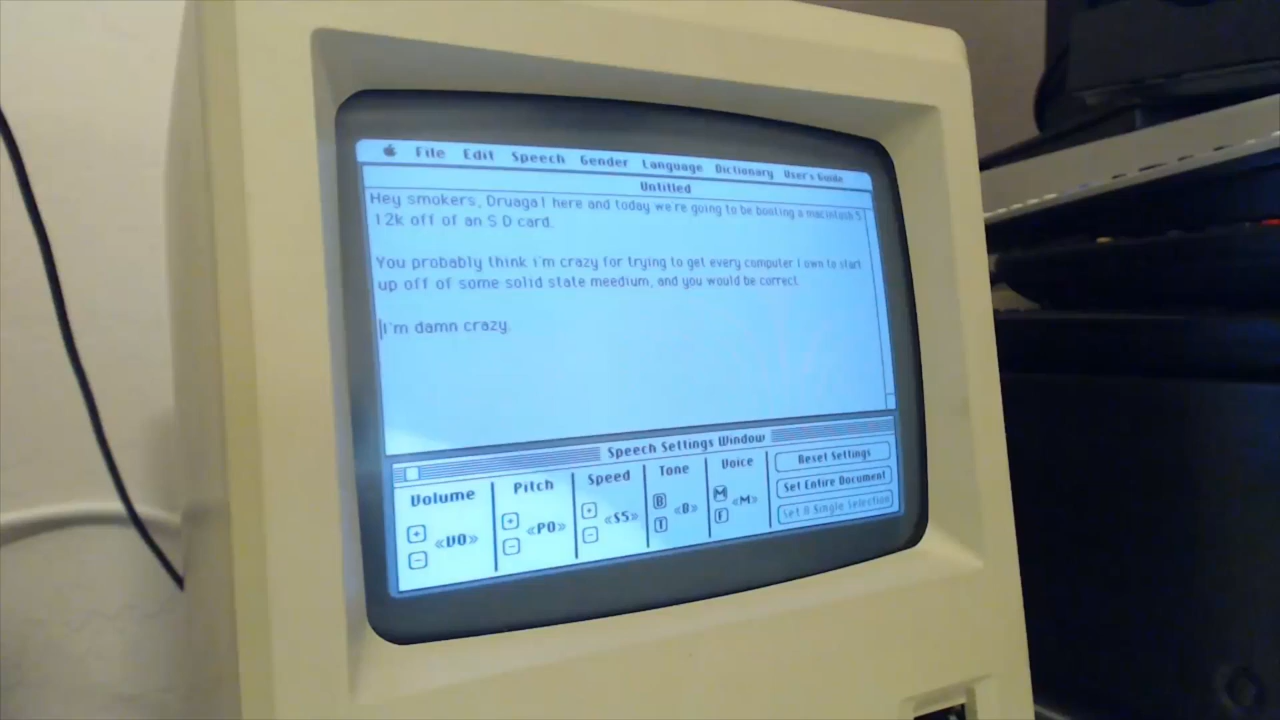 File Edit Speech Gender Language Dictionary User's Guide
Untitled
Hey smokers, Druaga1 here and today we're going to be booting a macintosh 5
12k off of an S D card.
You probably think i'm crazy for trying to get every computer I own to start
up off of some solid state meedium, and you would be correct.
I'm damn crazy.
Speech Settings Window
Volume Pitch Speed Tone Voice
+ «V0» -
+ «P0» -
+ «S5» -
B «B» T
M «M» F
Reset Settings
Set Entire Document
Set A Single Selection